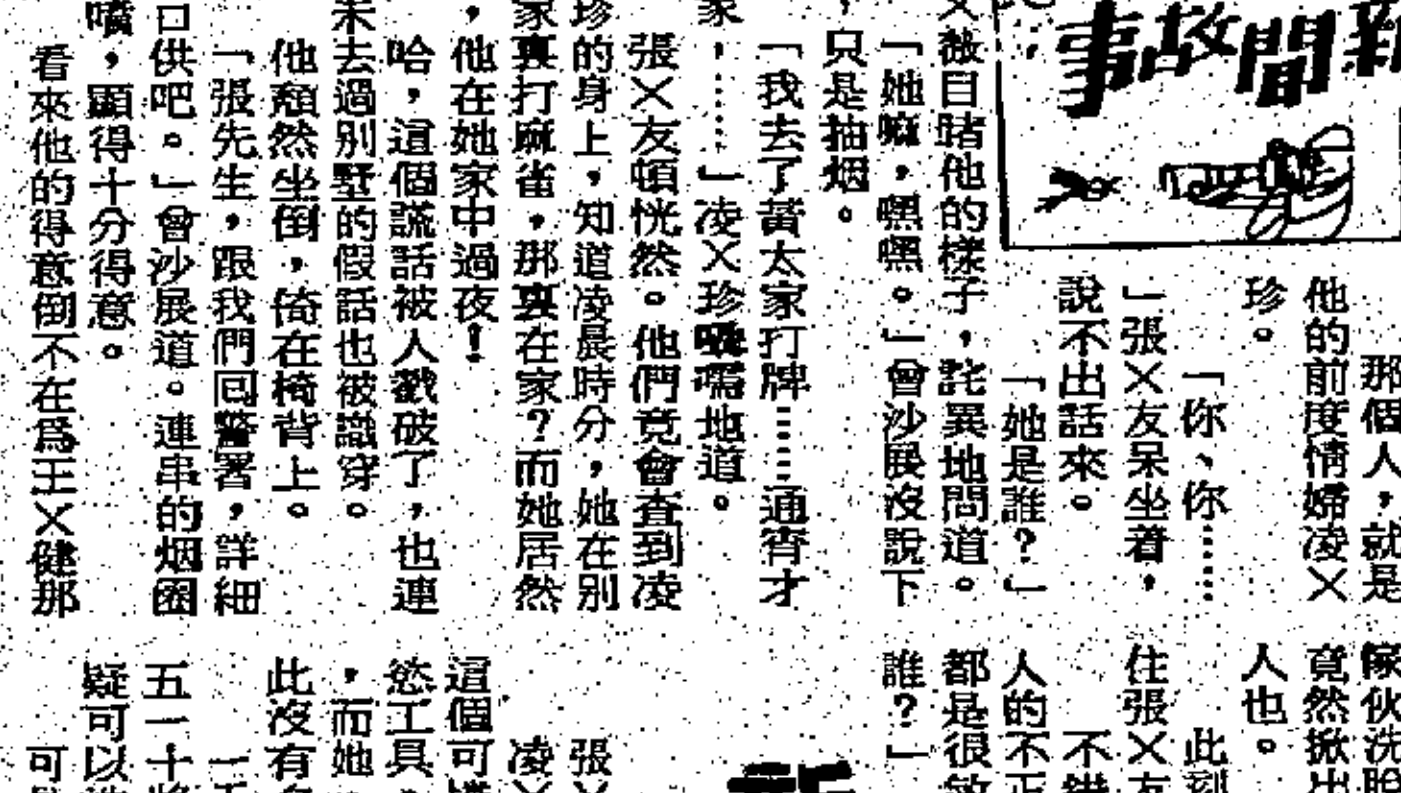 新聞故事
那個人，就是
他的前度情婦凌×
珍。
「你、你……
」張×友呆坐着，
說不出話來。
「她是誰？」
×薇目睹他的樣子，詫異地問道。
「她嘛，嘿嘿。」曾沙展沒說下
，只是抽烟。
「我去了黃太家打牌……通宵才
家，……」凌×珍囁嚅地道。
張×友頓恍然。他們竟會查到凌
珍的身上，知道凌晨時分，她在別
家裏打麻雀，那裏在家？而她居然
，他在她家中過夜！
哈，這個謊話被人戳破了，也連
未去過別墅的假話也被識穿。
他頹然坐倒，倚在椅背上。
「張先生，跟我們囘警署，詳細
口供吧。」曾沙展道。連串的烟圈
噴，顯得十分得意。
看來他的得意倒不在爲王×健那
傢伙洗脫
竟然掀出
人也。
此刻
住張×友
不錯
人的不正
都是很敏
誰？」
張×
凌×
這個可憐
慾工具，
，而她
此沒有
一千
五一十將
疑可以
可